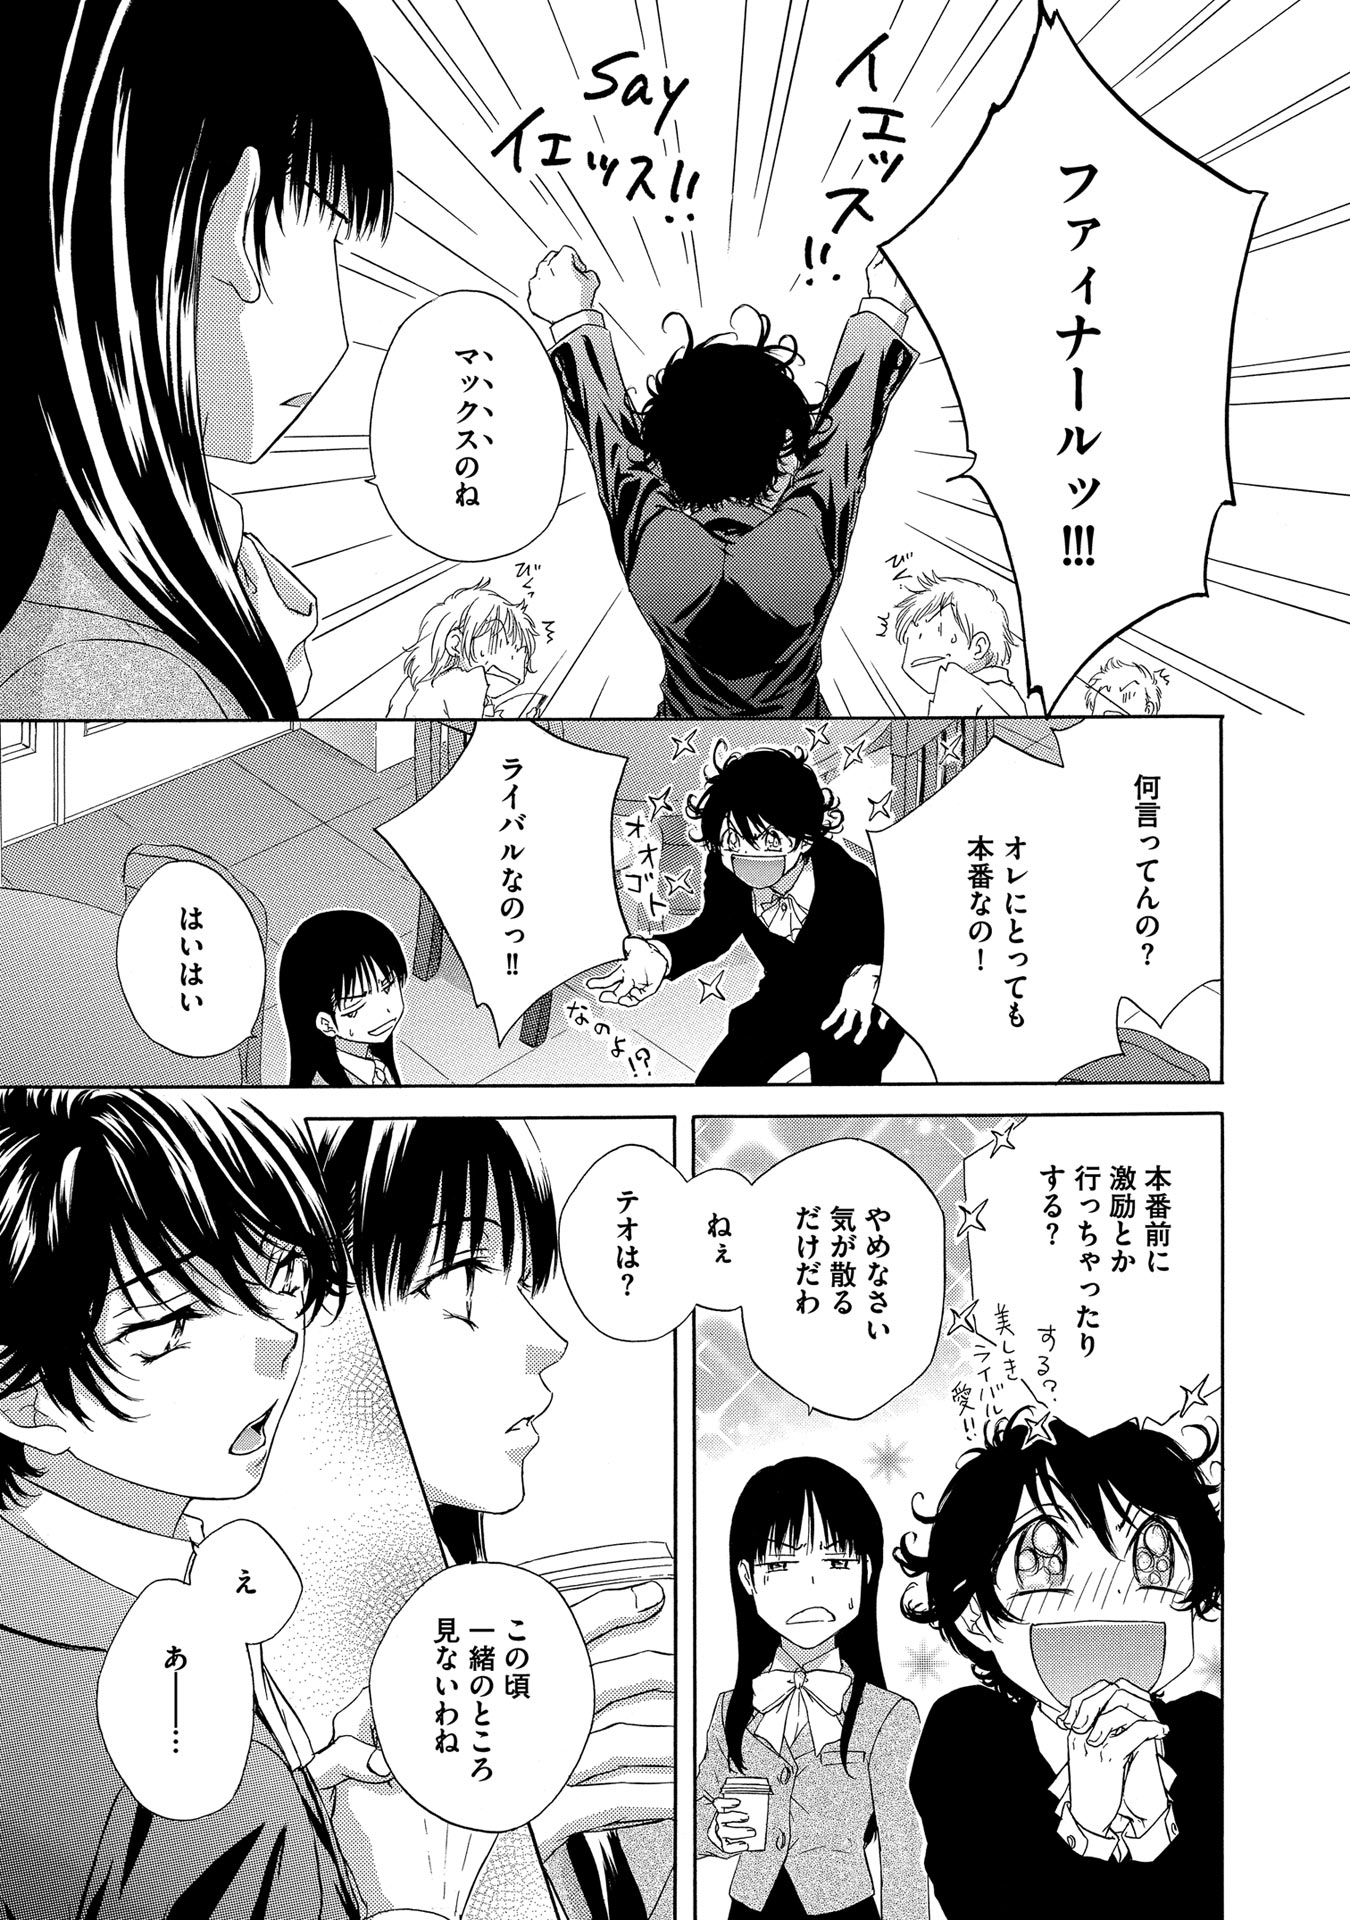 ファイナールッ!!!
イエッス!!
Say
イエッス!!
マックスのね
びくっ
びくっ
何言ってんの？
オレにとっても
本番なの！
オオゴト
なのよ!?
ライバルなのっ!!
はいはい
本番前に
激励とか
行っちゃったり
する？
する？
美しき
ライバル
愛!!
やめなさい
気が散る
だけだわ
ねぇ
テオは？
この頃
一緒のところ
見ないわね
え
あ──…